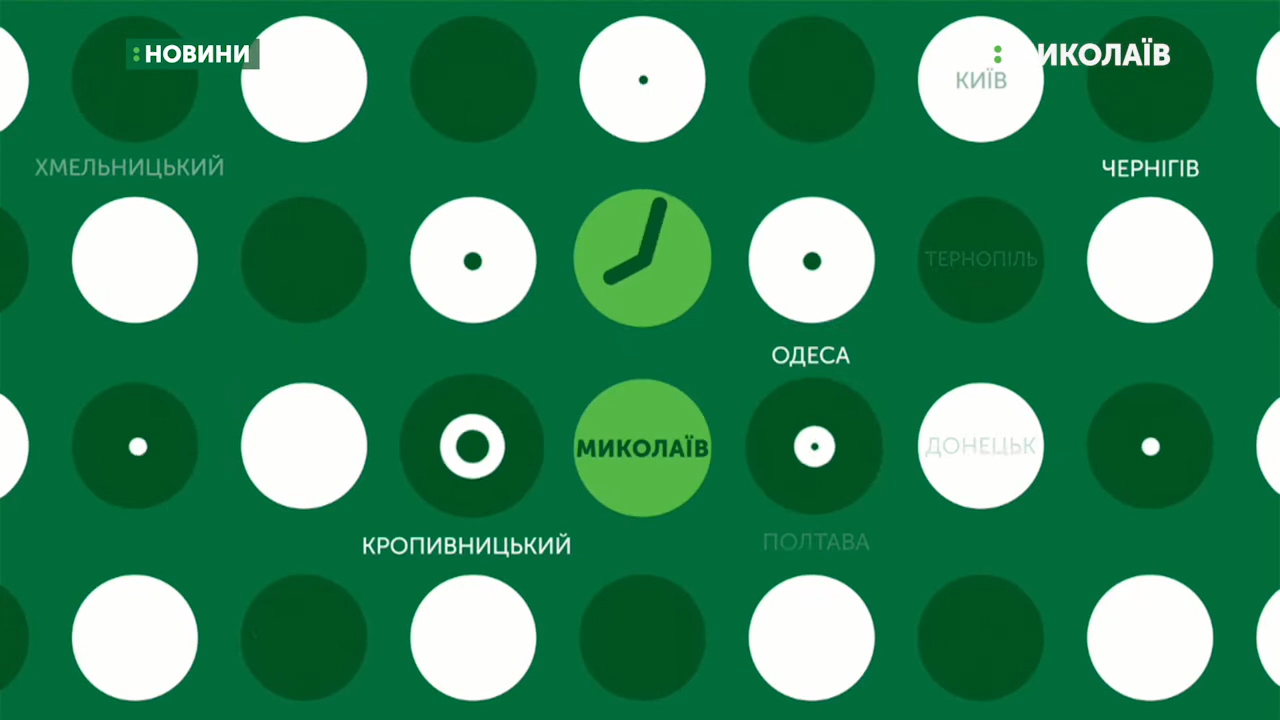 : НОВИНИ
: МИКОЛАЇВ
КИЇВ
ХМЕЛЬНИЦЬКИЙ
ЧЕРНІГІВ
ТЕРНОПІЛЬ
ОДЕСА
МИКОЛАЇВ
ДОНЕЦЬК
КРОПИВНИЦЬКИЙ
ПОЛТАВА